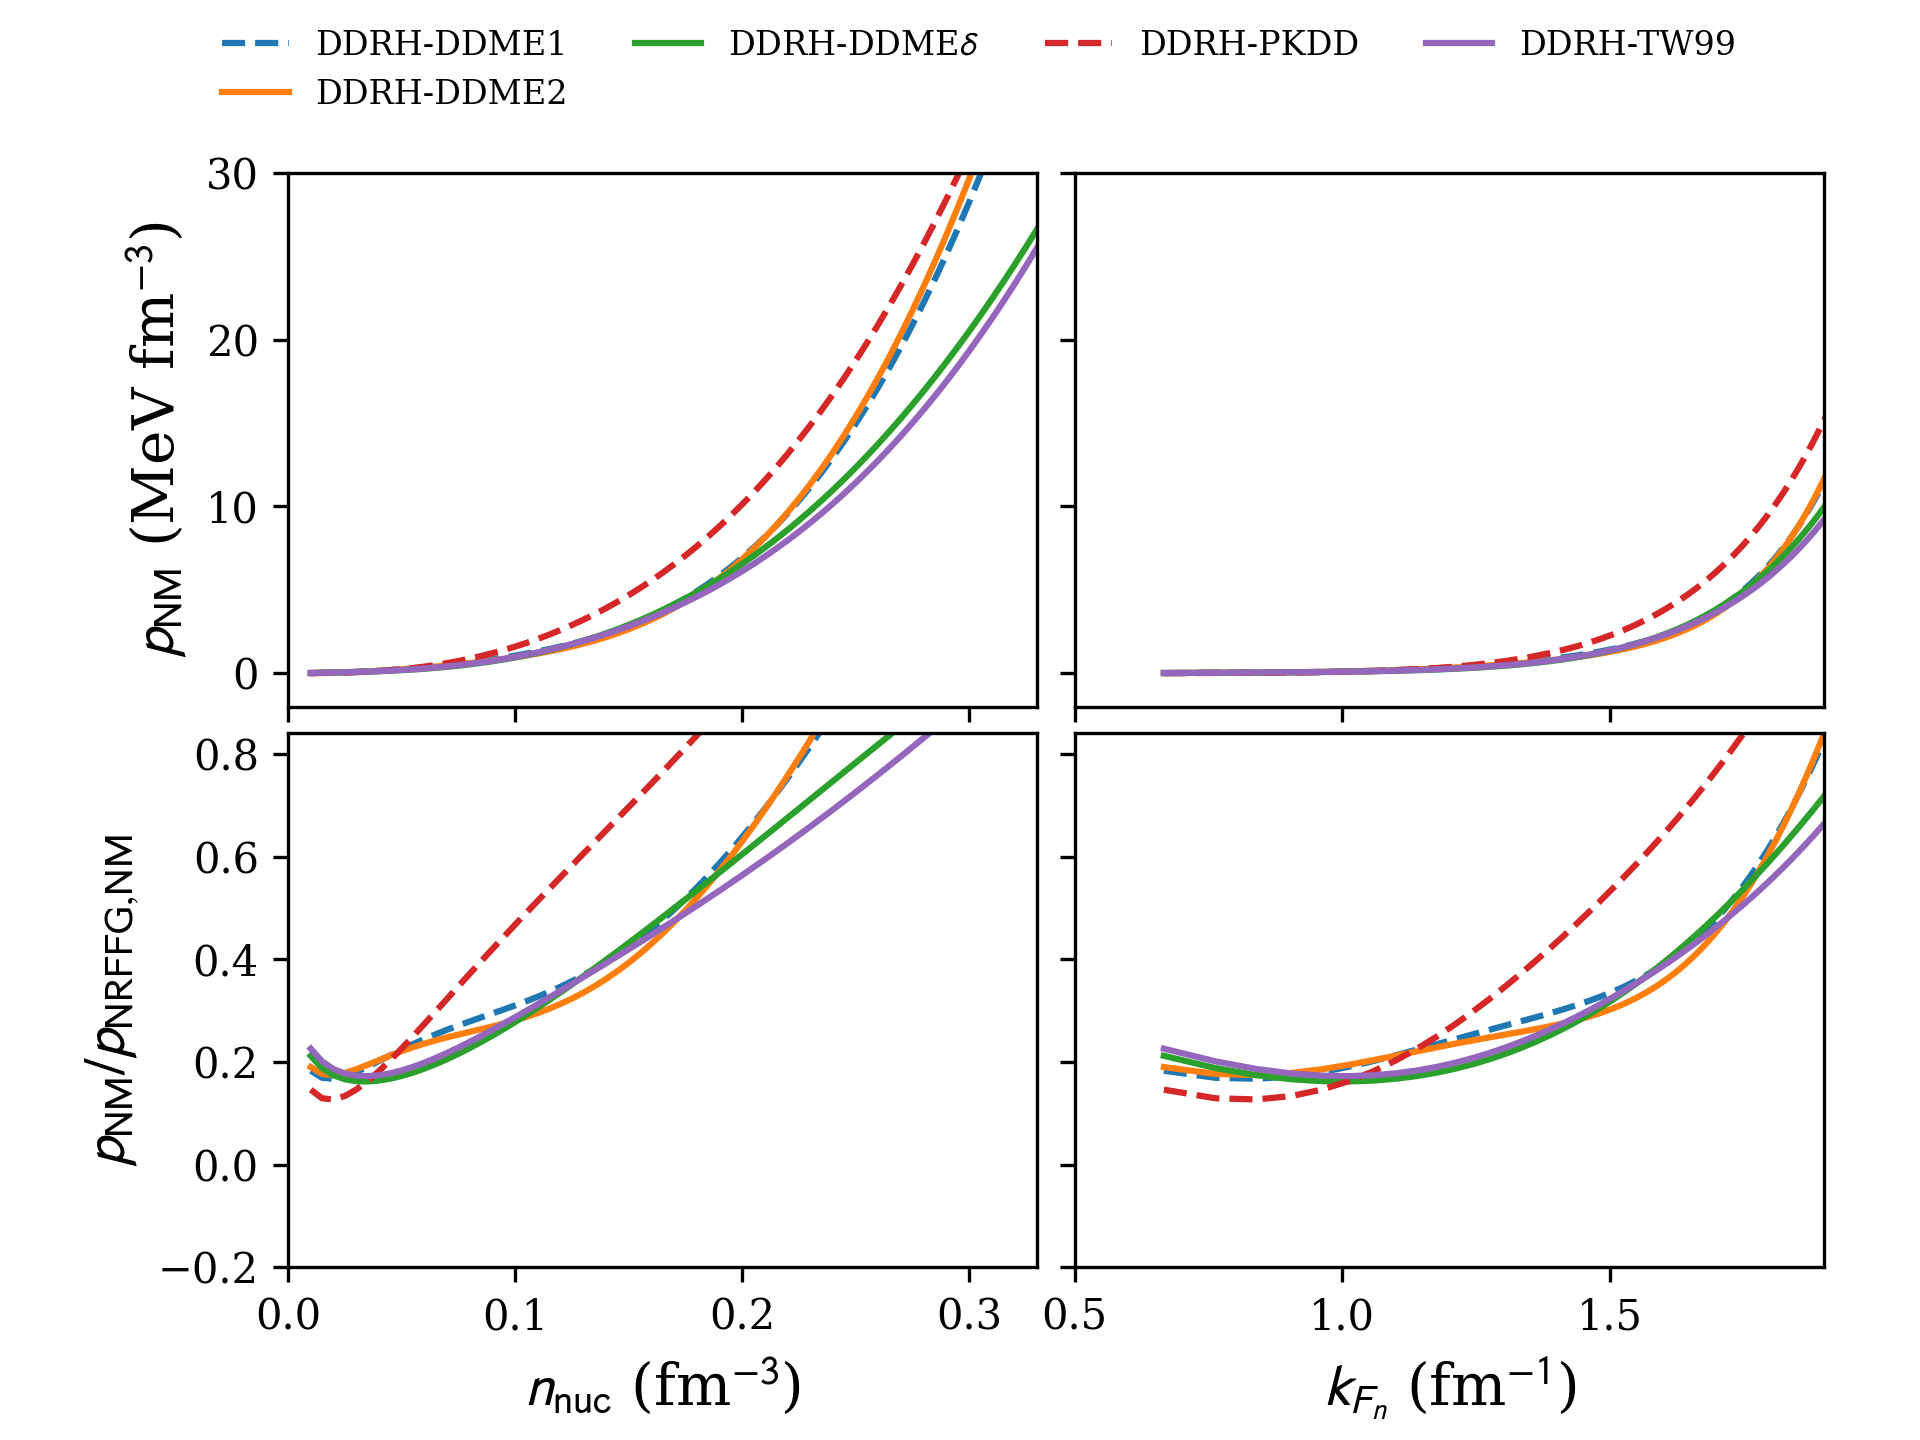 DDRH-DDME1 DDRH-DDMEδ DDRH-PKDD DDRH-TW99
DDRH-DDME2
30
20
10
0
p_NM (MeV fm⁻³)
0.8
0.6
0.4
0.2
0.0
−0.2
p_NM/p_NRFFG,NM
0.0 0.1 0.2 0.3 0.5 1.0 1.5
n_nuc (fm⁻³) k_{F_n} (fm⁻¹)